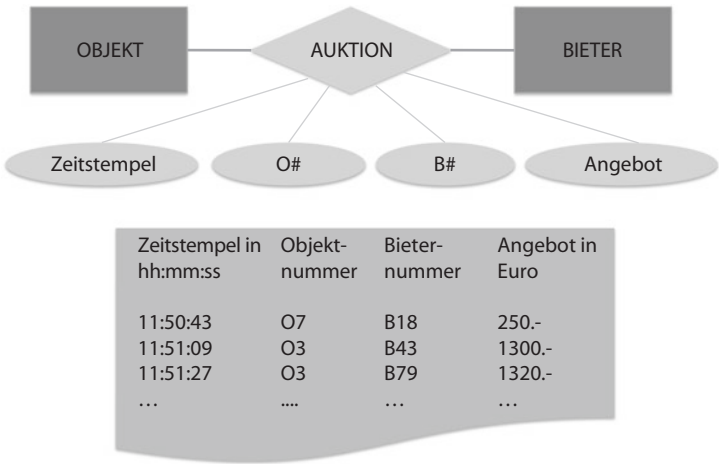 OBJEKT AUKTION BIETER
Zeitstempel O# B# Angebot
Zeitstempel in Objekt- Bieter- Angebot in
hh:mm:ss nummer nummer Euro
11:50:43 O7 B18 250.-
11:51:09 O3 B43 1300.-
11:51:27 O3 B79 1320.-
… .... … …